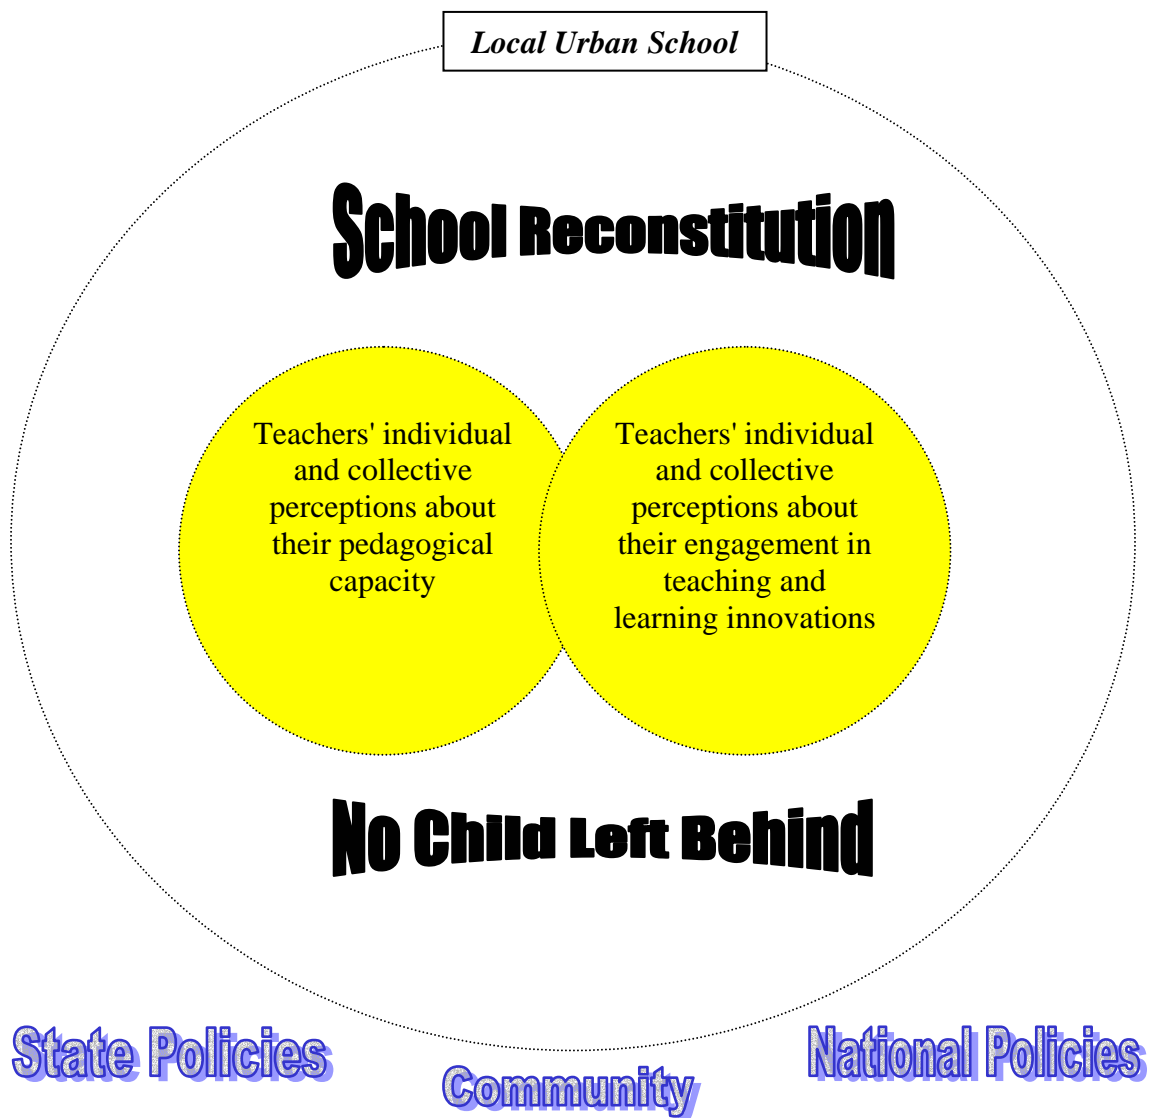 Local Urban School
School Reconstitution
Teachers' individual
and collective
perceptions about
their pedagogical
capacity
Teachers' individual
and collective
perceptions about
their engagement in
teaching and
learning innovations
No Child Left Behind
State Policies
Community
National Policies